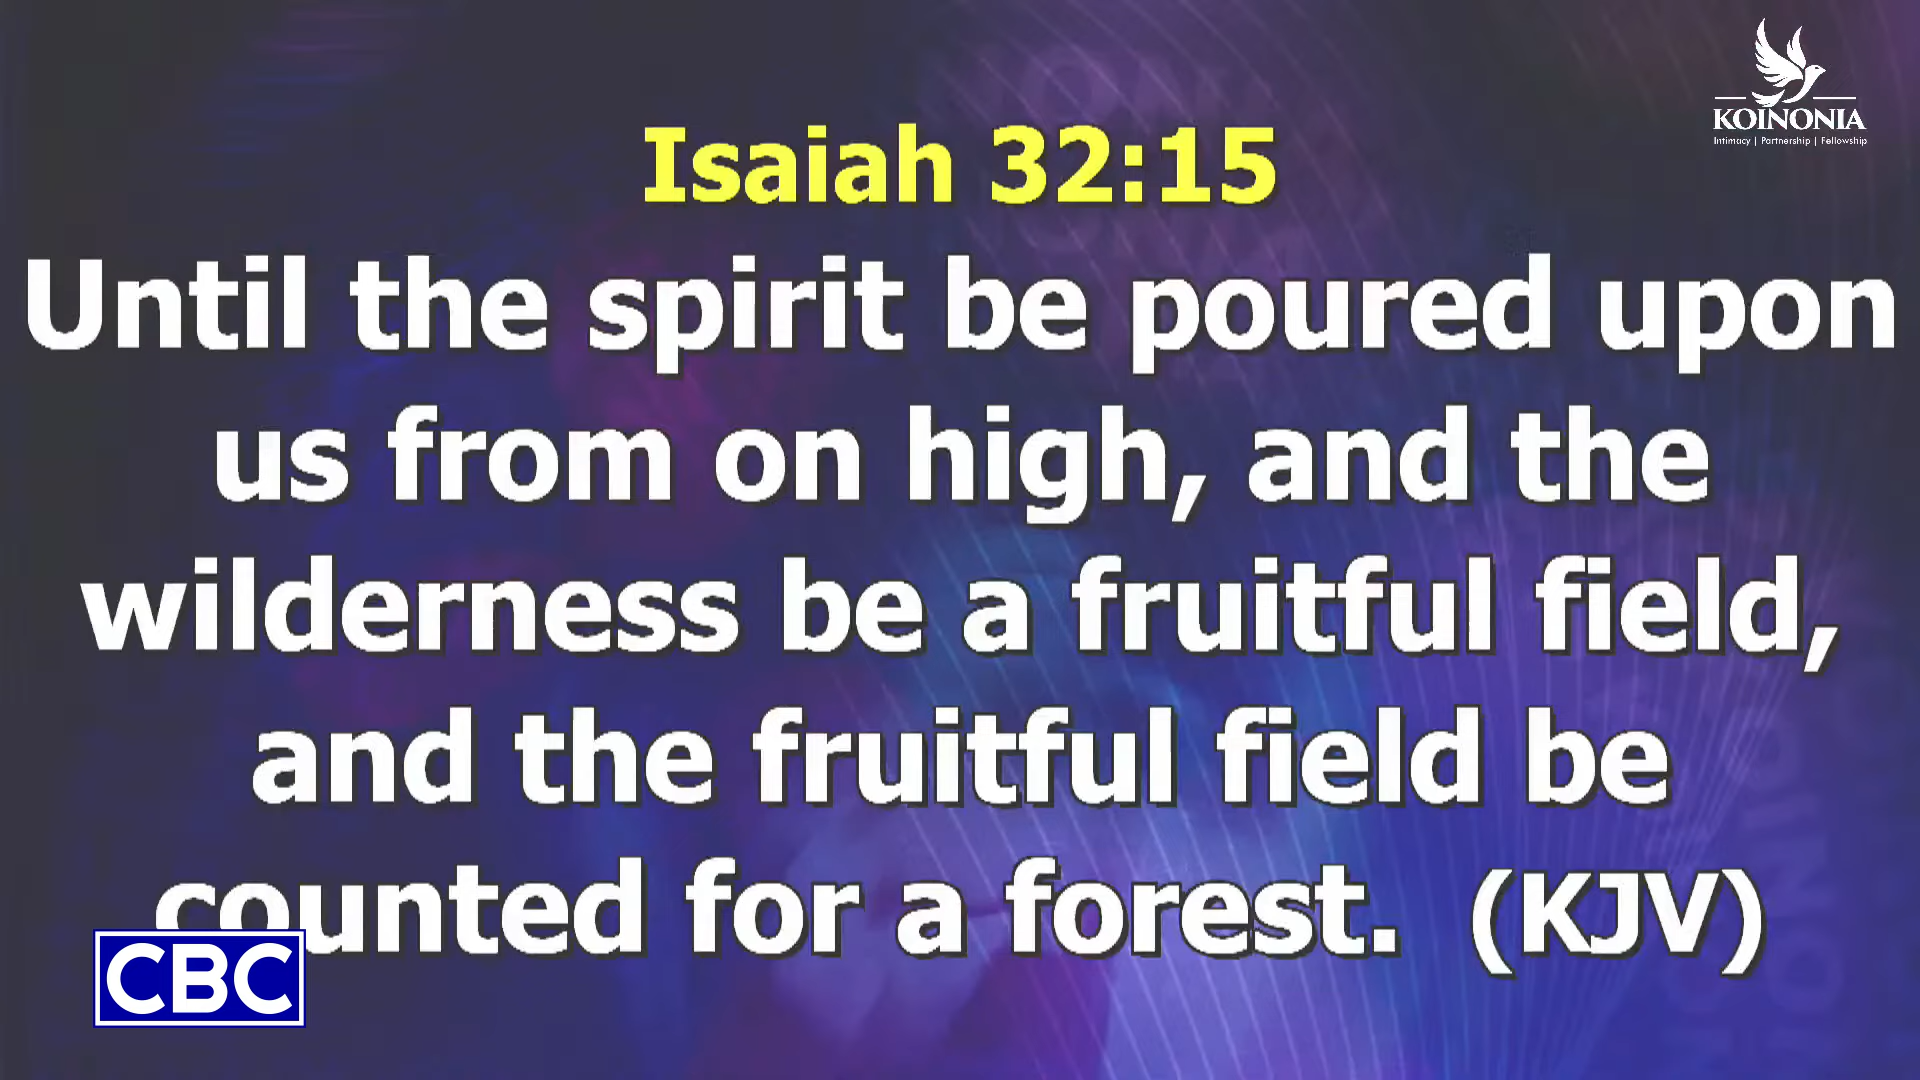 KOINONIA
Intimacy | Partnership | Fellowship
Isaiah 32:15
Until the spirit be poured upon
us from on high, and the
wilderness be a fruitful field,
and the fruitful field be
counted for a forest. (KJV)
CBC